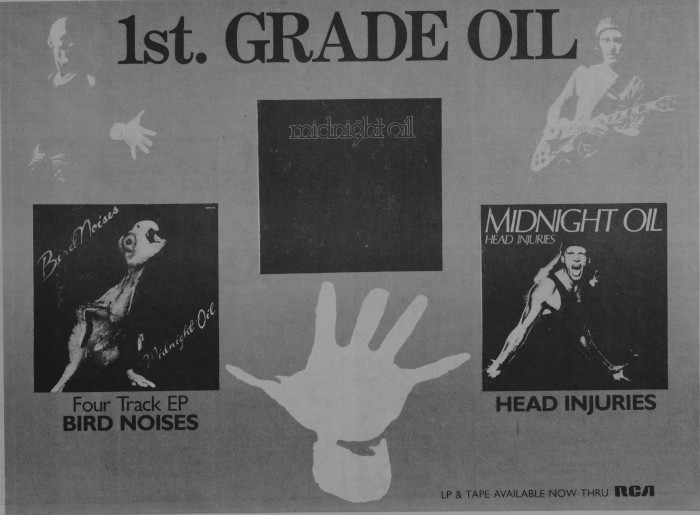 1st. GRADE OIL
midnight oil
Bird Noises
Midnight Oil
Four Track EP
BIRD NOISES
MIDNIGHT OIL
HEAD INJURIES
HEAD INJURIES
LP & TAPE AVAILABLE NOW THRU RCA